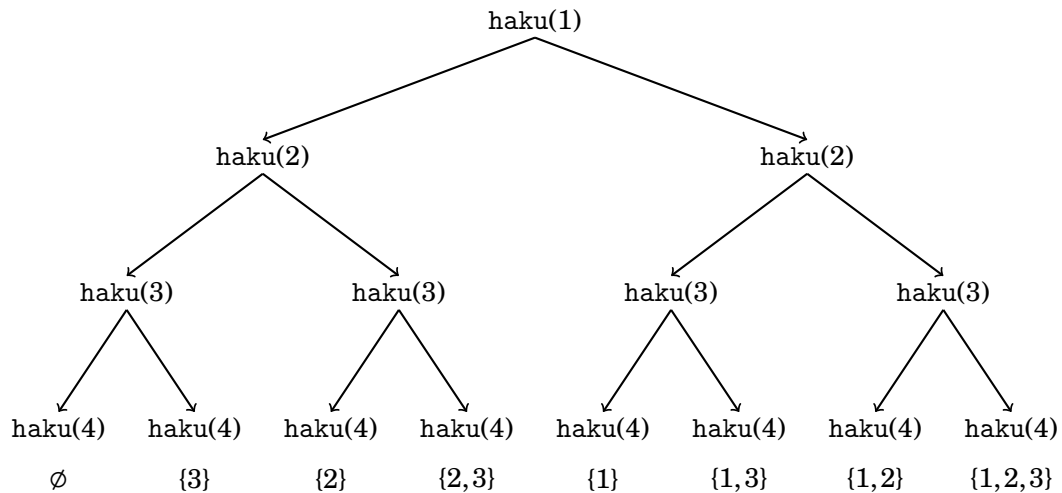 haku(1)
haku(2) haku(2)
haku(3) haku(3) haku(3) haku(3)
haku(4) haku(4) haku(4) haku(4) haku(4) haku(4) haku(4) haku(4)
∅ {3} {2} {2,3} {1} {1,3} {1,2} {1,2,3}